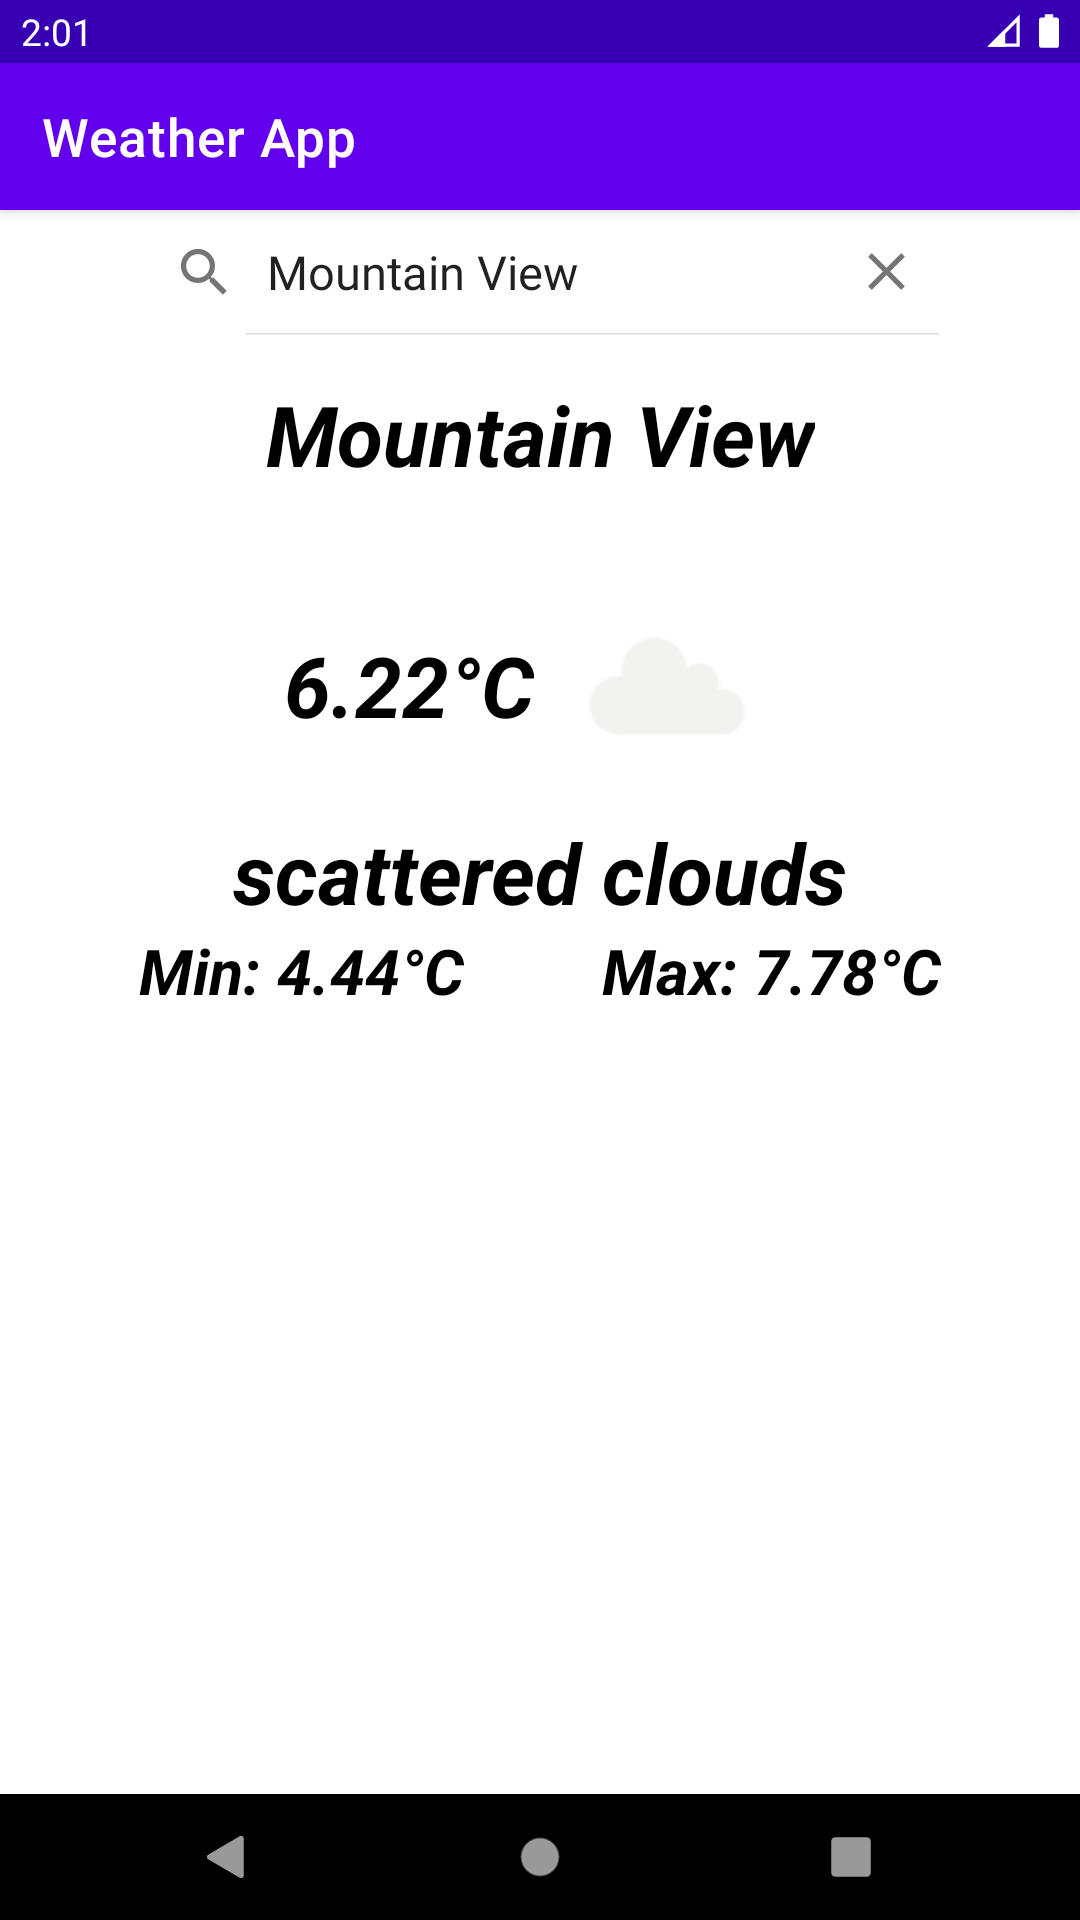 2:01
Weather App
Mountain View
Mountain View
6.22°C
scattered clouds
Min: 4.44°C Max: 7.78°C